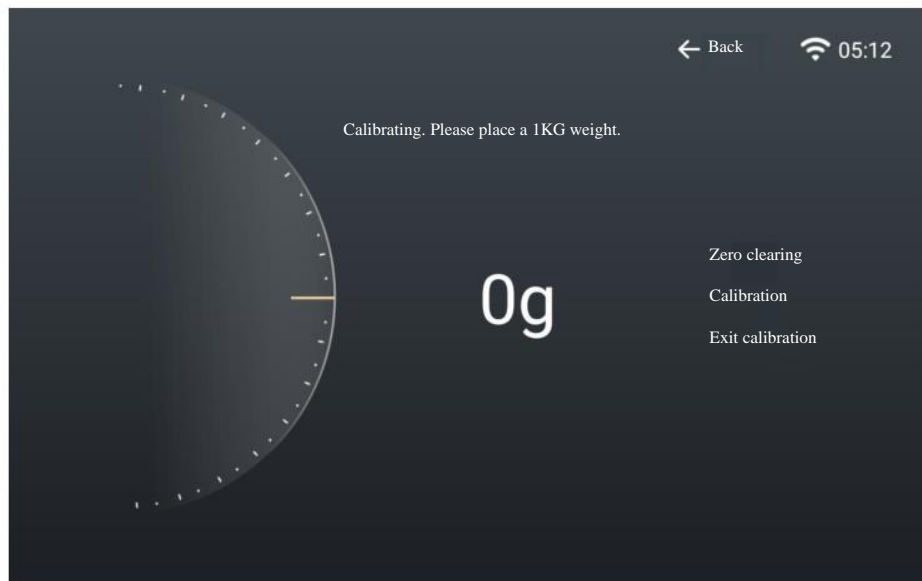 Back
05:12
Calibrating. Please place a 1KG weight.
Zero clearing
0g
Calibration
Exit calibration